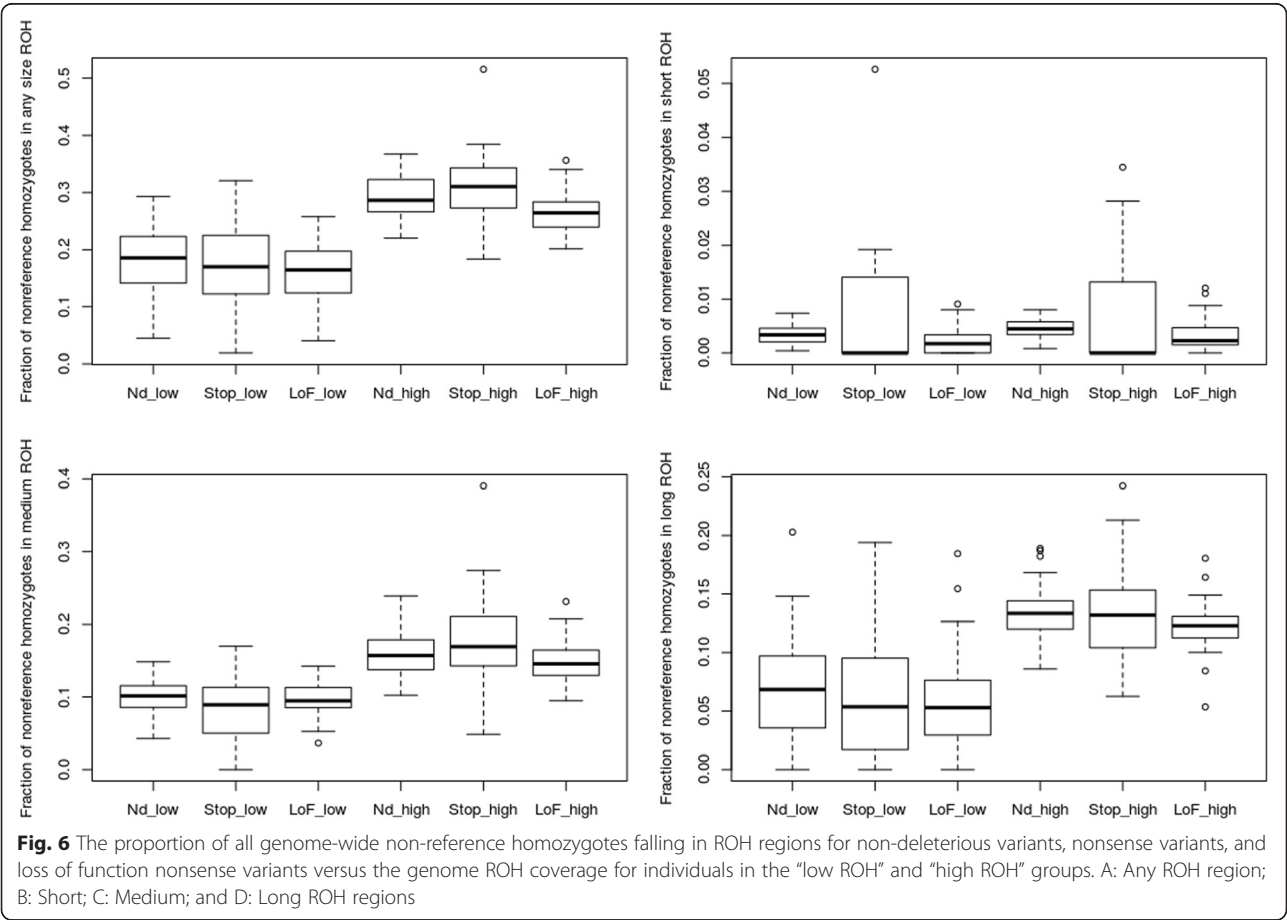 Fraction of nonreference homozygotes in any size ROH
0.5
0.4
0.3
0.2
0.1
0.0
Nd_low Stop_low LoF_low Nd_high Stop_high LoF_high
Fraction of nonreference homozygotes in short ROH
0.05
0.04
0.03
0.02
0.01
0.00
Nd_low Stop_low LoF_low Nd_high Stop_high LoF_high
Fraction of nonreference homozygotes in medium ROH
0.4
0.3
0.2
0.1
0.0
Nd_low Stop_low LoF_low Nd_high Stop_high LoF_high
Fraction of nonreference homozygotes in long ROH
0.25
0.20
0.15
0.10
0.05
0.00
Nd_low Stop_low LoF_low Nd_high Stop_high LoF_high
Fig. 6 The proportion of all genome-wide non-reference homozygotes falling in ROH regions for non-deleterious variants, nonsense variants, and
loss of function nonsense variants versus the genome ROH coverage for individuals in the “low ROH” and “high ROH” groups. A: Any ROH region;
B: Short; C: Medium; and D: Long ROH regions